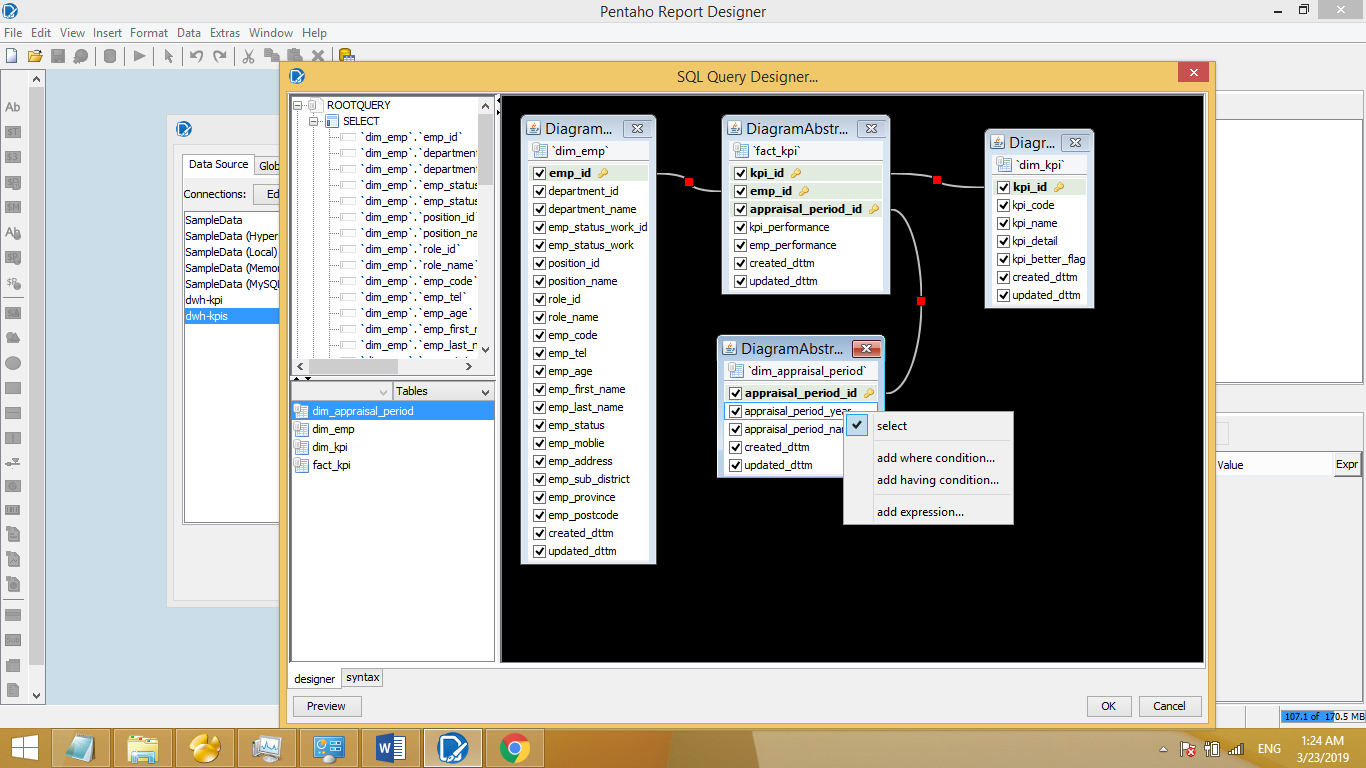 Pentaho Report Designer
File Edit View Insert Format Data Extras Window Help
SQL Query Designer...
Ab
Data Source
Connections:
SampleData
SampleData (Hyper
SampleData (Local)
SampleData (Memor
SampleData (MySQL
dwh-kpi
dwh-kpis
ROOTQUERY
SELECT
`dim_emp`.`emp_id`
`dim_emp`.`department
`dim_emp`.`department
`dim_emp`.`emp_status
`dim_emp`.`emp_status
`dim_emp`.`position_id`
`dim_emp`.`position_na
`dim_emp`.`role_id`
`dim_emp`.`role_name`
`dim_emp`.`emp_code`
`dim_emp`.`emp_tel`
`dim_emp`.`emp_age`
`dim_emp`.`emp_first_n
`dim_emp`.`emp_last_n
Tables
dim_appraisal_period
dim_emp
dim_kpi
fact_kpi
Diagram...
`dim_emp`
emp_id
department_id
department_name
emp_status_work_id
emp_status_work
position_id
position_name
role_id
role_name
emp_code
emp_tel
emp_age
emp_first_name
emp_last_name
emp_status
emp_moblie
emp_address
emp_sub_district
emp_province
emp_postcode
created_dttm
updated_dttm
DiagramAbstr...
`fact_kpi`
kpi_id
emp_id
appraisal_period_id
kpi_performance
emp_performance
created_dttm
updated_dttm
Diagr...
`dim_kpi`
kpi_id
kpi_code
kpi_name
kpi_detail
kpi_better_flag
created_dttm
updated_dttm
DiagramAbstr...
`dim_appraisal_period`
appraisal_period_id
appraisal_period_year
appraisal_period_nam
created_dttm
updated_dttm
select
add where condition...
add having condition...
add expression...
Value Expr
designer syntax
Preview OK Cancel
107.1 of 170.5 MB
ENG
1:24 AM
3/23/2019